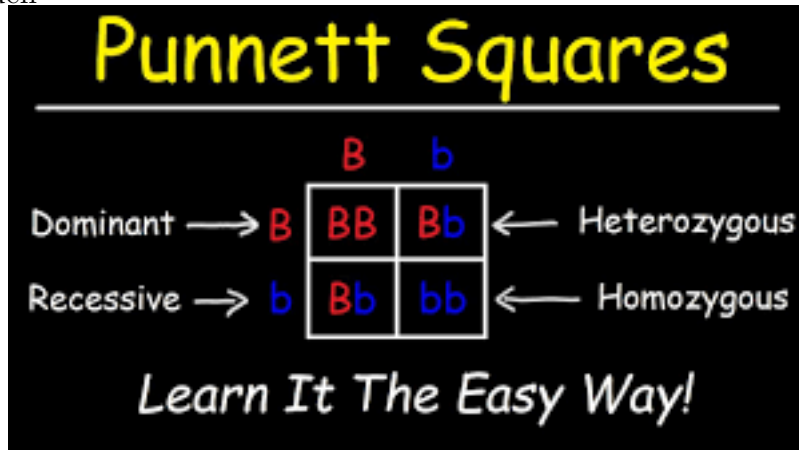 Punnett Squares
B b
Dominant B BB Bb Heterozygous
Recessive b Bb bb Homozygous
Learn It The Easy Way!